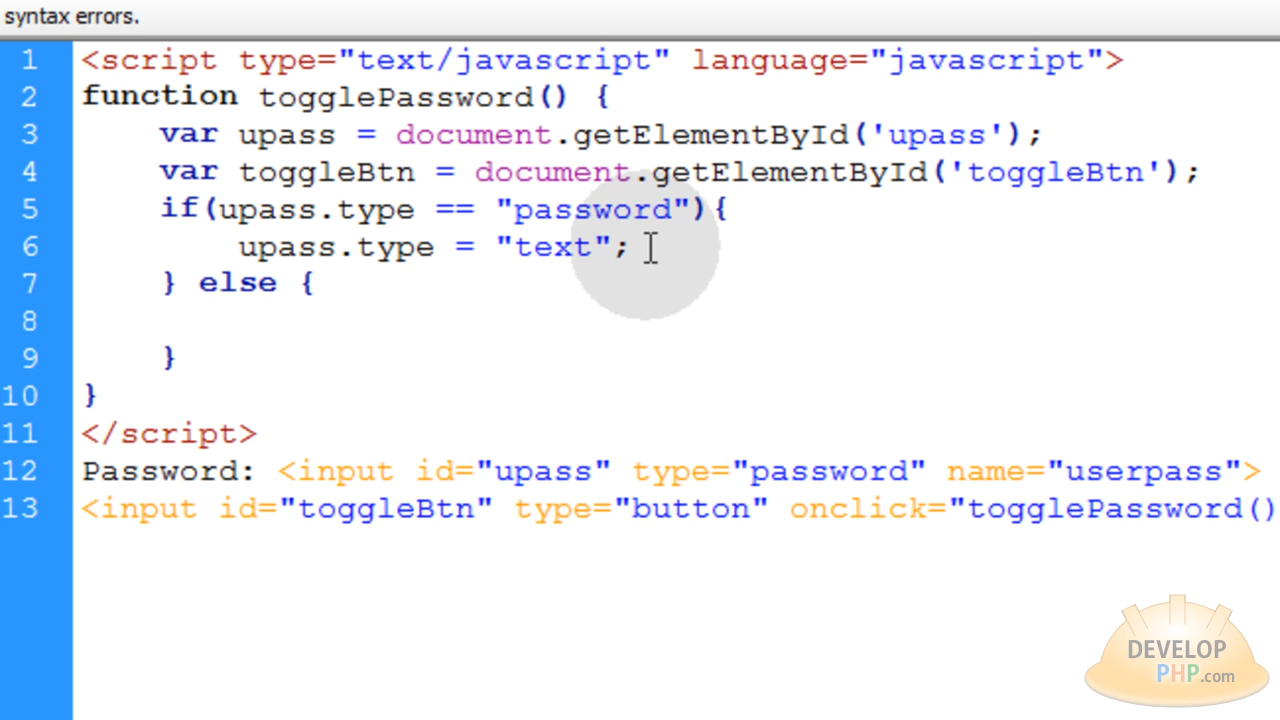 syntax errors.
1 <script type="text/javascript" language="javascript">
2 function togglePassword() {
3 var upass = document.getElementById('upass');
4 var toggleBtn = document.getElementById('toggleBtn');
5 if(upass.type == "password"){
6 upass.type = "text";
7 } else {
8
9 }
10 }
11 </script>
12 Password: <input id="upass" type="password" name="userpass">
13 <input id="toggleBtn" type="button" onclick="togglePassword()
DEVELOP
PHP.com